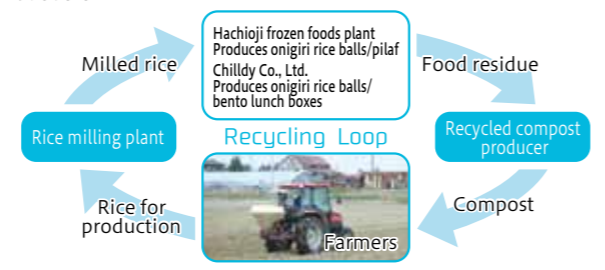 Hachioji frozen foods plant
Produces onigiri rice balls/pilaf
Chilldy Co., Ltd.
Produces onigiri rice balls/
bento lunch boxes
Milled rice
Food residue
Rice milling plant
Recycling Loop
Recycled compost
producer
Rice for
production
Compost
Farmers